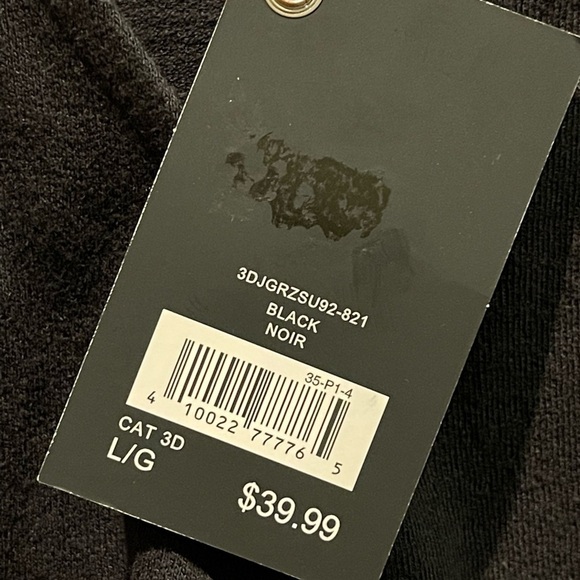 3DJGRZSU92-821
BLACK
NOIR
35-P1-4
4 10022 77776 5
CAT 3D
L/G
$39.99